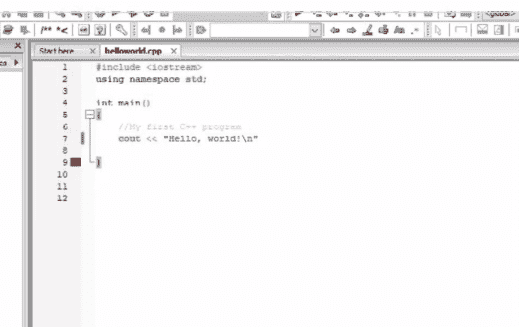 Start here × helloworld.cpp ×
1 #include <iostream>
2 using namespace std;
3
4 int main()
5 {
6 //My first C++ program
7 cout << "Hello, world!\n"
8
9 }
10
11
12